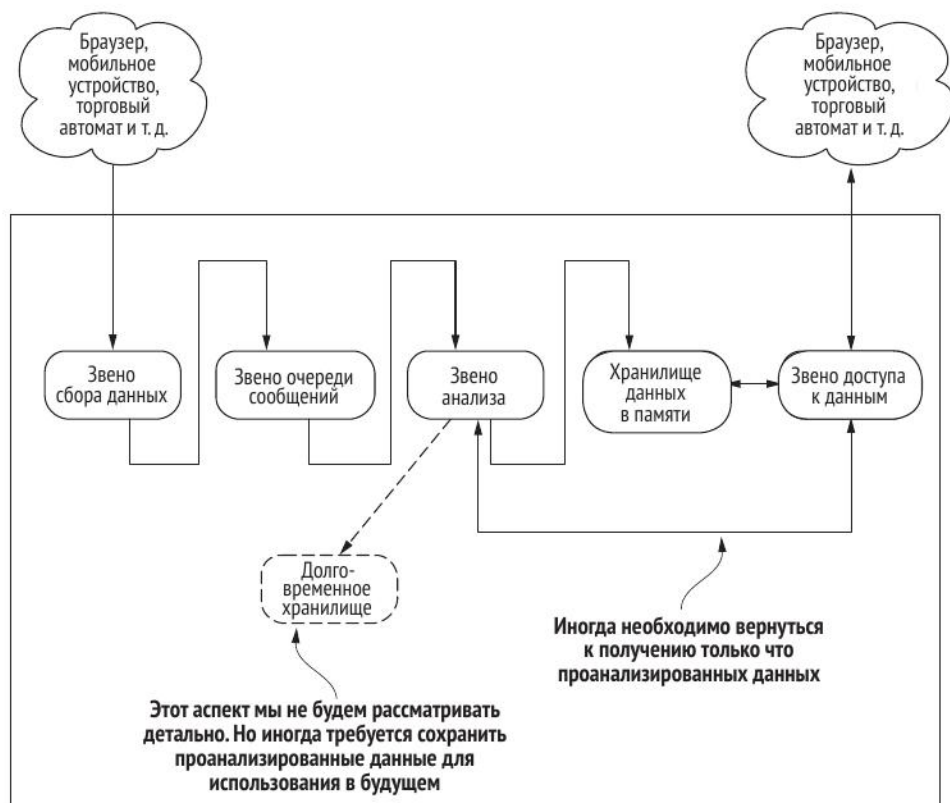 Браузер,
мобильное
устройство,
торговый
автомат и т. д.
Браузер,
мобильное
устройство,
торговый
автомат и т. д.
Звено
сбора данных
Звено очереди
сообщений
Звено
анализа
Хранилище
данных
в памяти
Звено доступа
к данным
Долго-
временное
хранилище
Иногда необходимо вернуться
к получению только что
проанализированных данных
Этот аспект мы не будем рассматривать
детально. Но иногда требуется сохранить
проанализированные данные для
использования в будущем